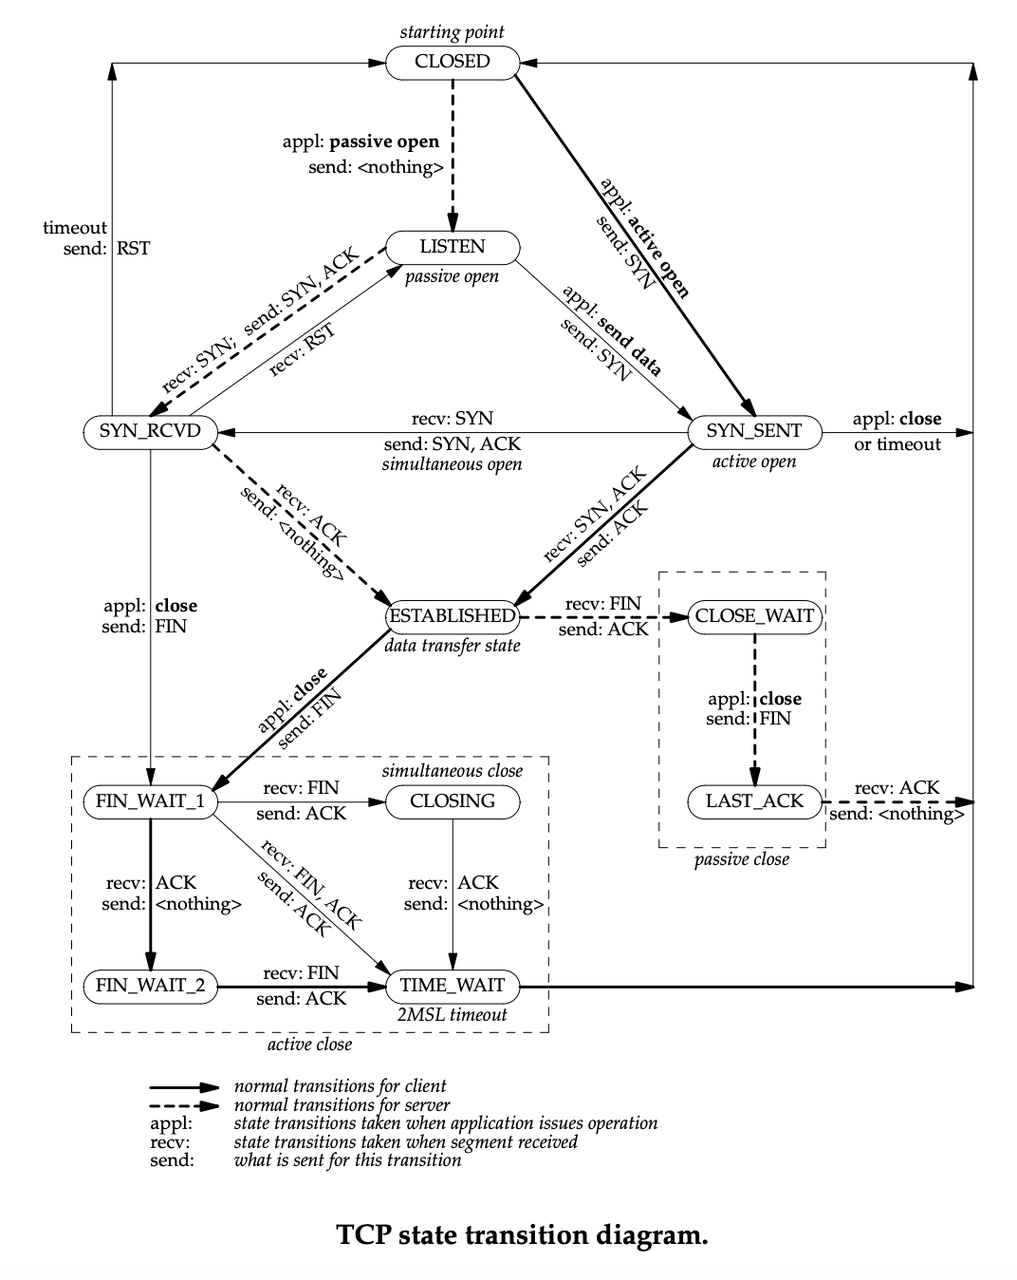 starting point
CLOSED
appl: passive open
send: <nothing>
appl: active open
send: SYN
timeout
send: RST
LISTEN
passive open
recv: SYN; send: SYN, ACK
recv: RST
appl: send data
send: SYN
SYN_RCVD
recv: SYN
send: SYN, ACK
simultaneous open
SYN_SENT
active open
appl: close
or timeout
recv: ACK
send: <nothing>
recv: SYN, ACK
send: ACK
appl: close
send: FIN
ESTABLISHED
data transfer state
recv: FIN
send: ACK
CLOSE_WAIT
appl: close
send: FIN
appl: close
send: FIN
LAST_ACK
recv: ACK
send: <nothing>
passive close
FIN_WAIT_1
recv: FIN
send: ACK
simultaneous close
CLOSING
recv: ACK
send: <nothing>
recv: FIN, ACK
send: ACK
recv: ACK
send: <nothing>
FIN_WAIT_2
recv: FIN
send: ACK
TIME_WAIT
2MSL timeout
active close
normal transitions for client
normal transitions for server
appl: state transitions taken when application issues operation
recv: state transitions taken when segment received
send: what is sent for this transition
TCP state transition diagram.